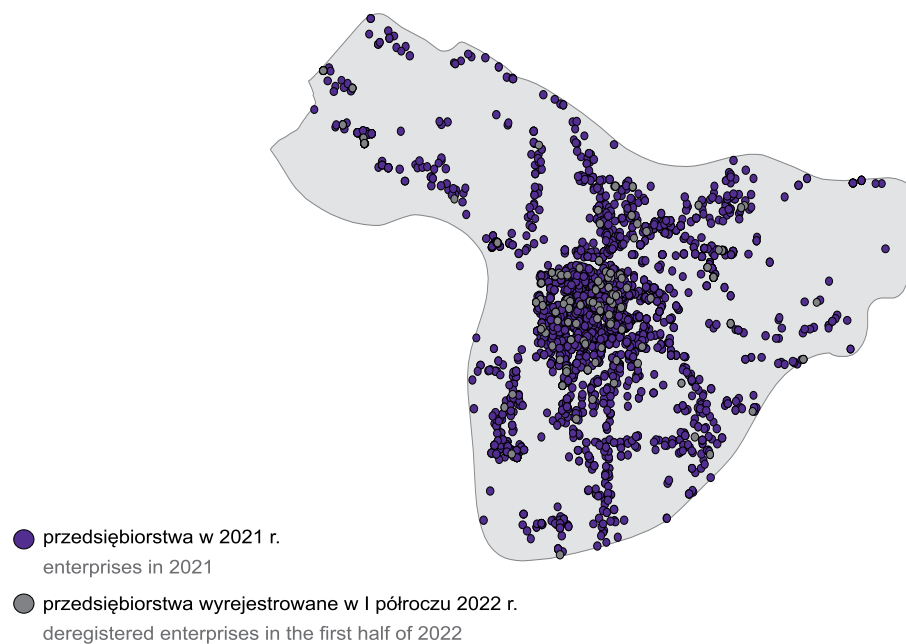 przedsiębiorstwa w 2021 r.
enterprises in 2021
przedsiębiorstwa wyrejestrowane w I półroczu 2022 r.
deregistered enterprises in the first half of 2022